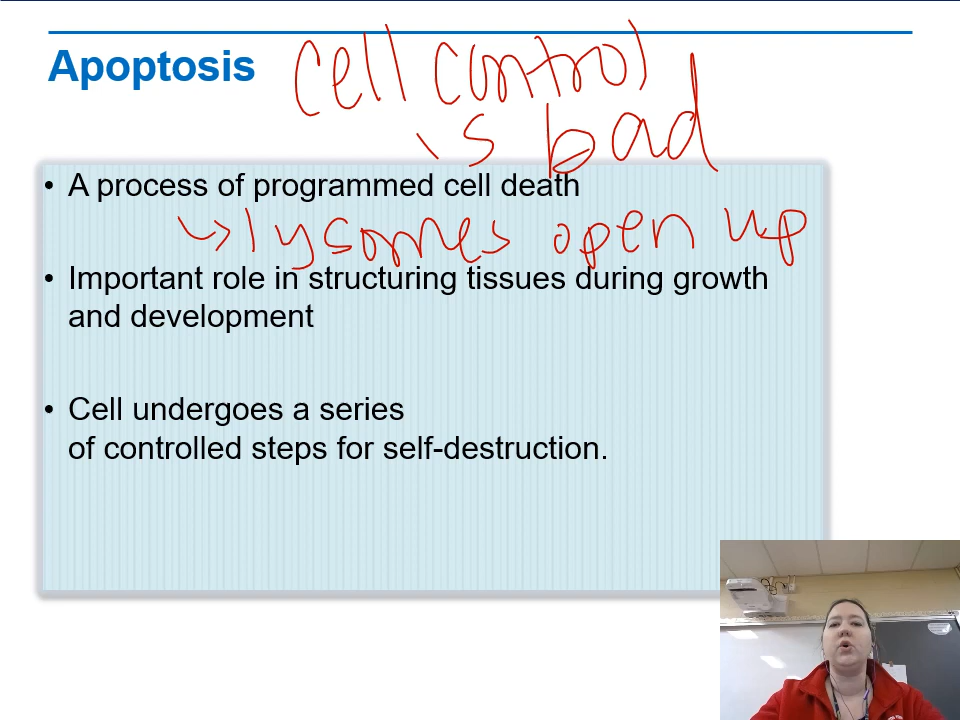 Apoptosis
cell control
is bad
• A process of programmed cell death
↳ lysomes open up
• Important role in structuring tissues during growth
and development
• Cell undergoes a series
of controlled steps for self-destruction.